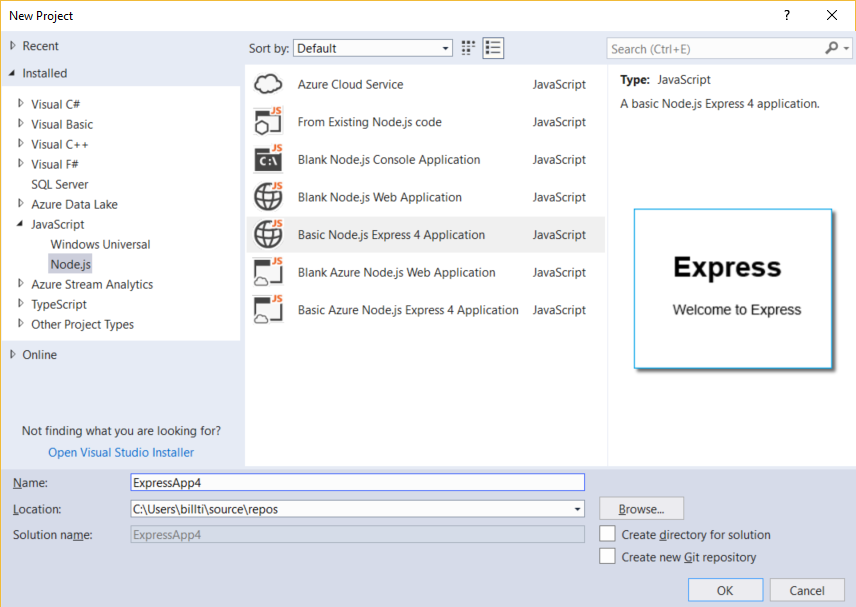 New Project
?
Recent
Installed
Visual C#
Visual Basic
Visual C++
Visual F#
SQL Server
Azure Data Lake
JavaScript
Windows Universal
Node.js
Azure Stream Analytics
TypeScript
Other Project Types
Online
Not finding what you are looking for?
Open Visual Studio Installer
Sort by: Default
Azure Cloud Service JavaScript
JS
From Existing Node.js code JavaScript
JS
C:\
Blank Node.js Console Application JavaScript
JS
Blank Node.js Web Application JavaScript
JS
Basic Node.js Express 4 Application JavaScript
JS
Blank Azure Node.js Web Application JavaScript
JS
Basic Azure Node.js Express 4 Application JavaScript
Search (Ctrl+E)
Type: JavaScript
A basic Node.js Express 4 application.
Express
Welcome to Express
Name: ExpressApp4
Location: C:\Users\billti\source\repos
Browse...
Solution name: ExpressApp4
Create directory for solution
Create new Git repository
OK
Cancel